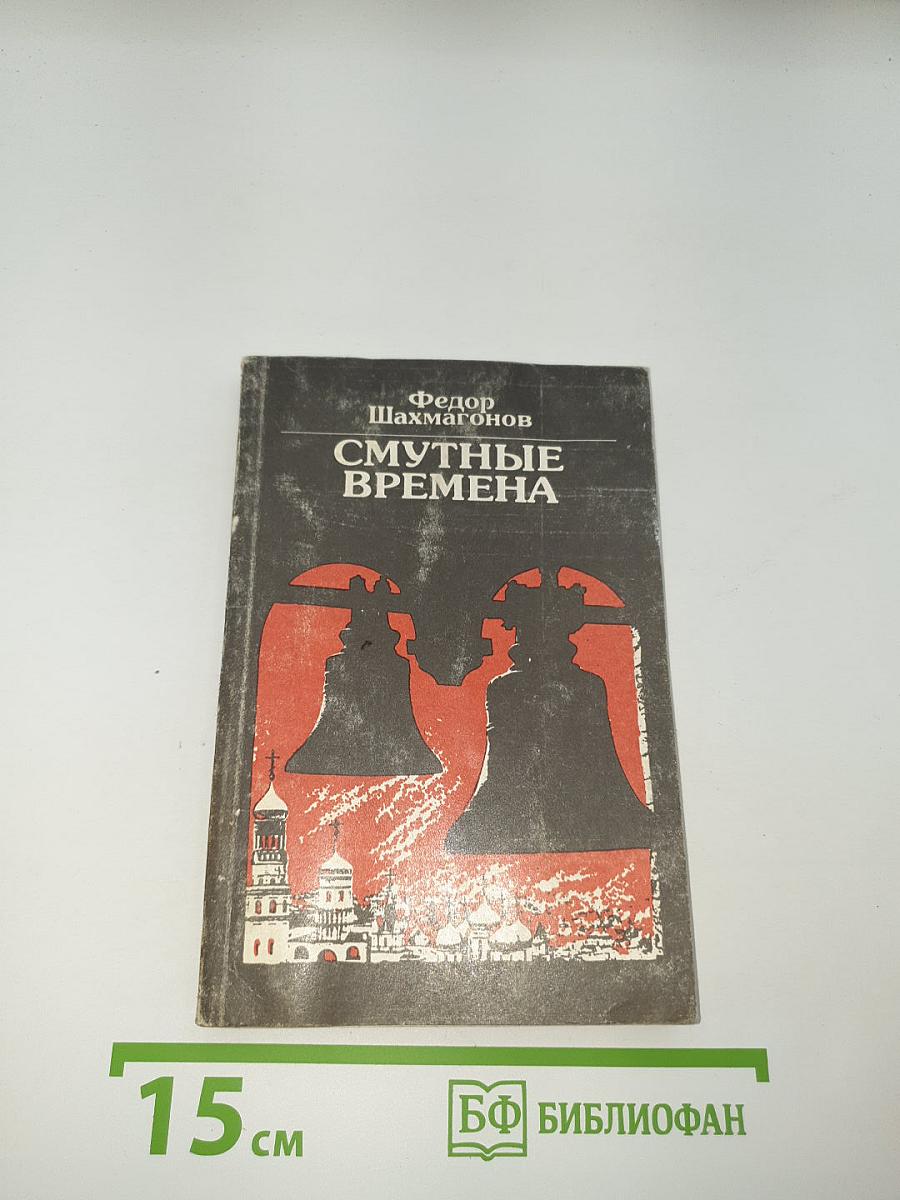 Федор
Шахмагонов
СМУТНЫЕ
ВРЕМЕНА
15 см
БФ БИБЛИОФАН